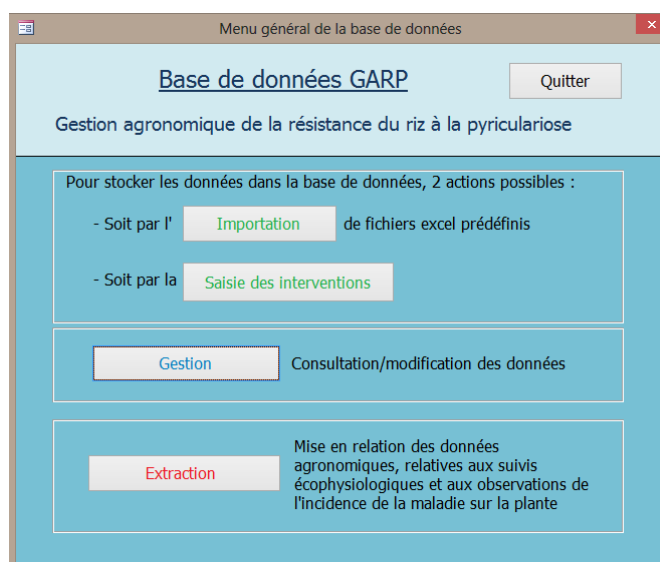 Menu général de la base de données
Base de données GARP
Quitter
Gestion agronomique de la résistance du riz à la pyriculariose
Pour stocker les données dans la base de données, 2 actions possibles :
- Soit par l' Importation de fichiers excel prédéfinis
- Soit par la Saisie des interventions
Gestion Consultation/modification des données
Extraction
Mise en relation des données
agronomiques, relatives aux suivis
écophysiologiques et aux observations de
l'incidence de la maladie sur la plante